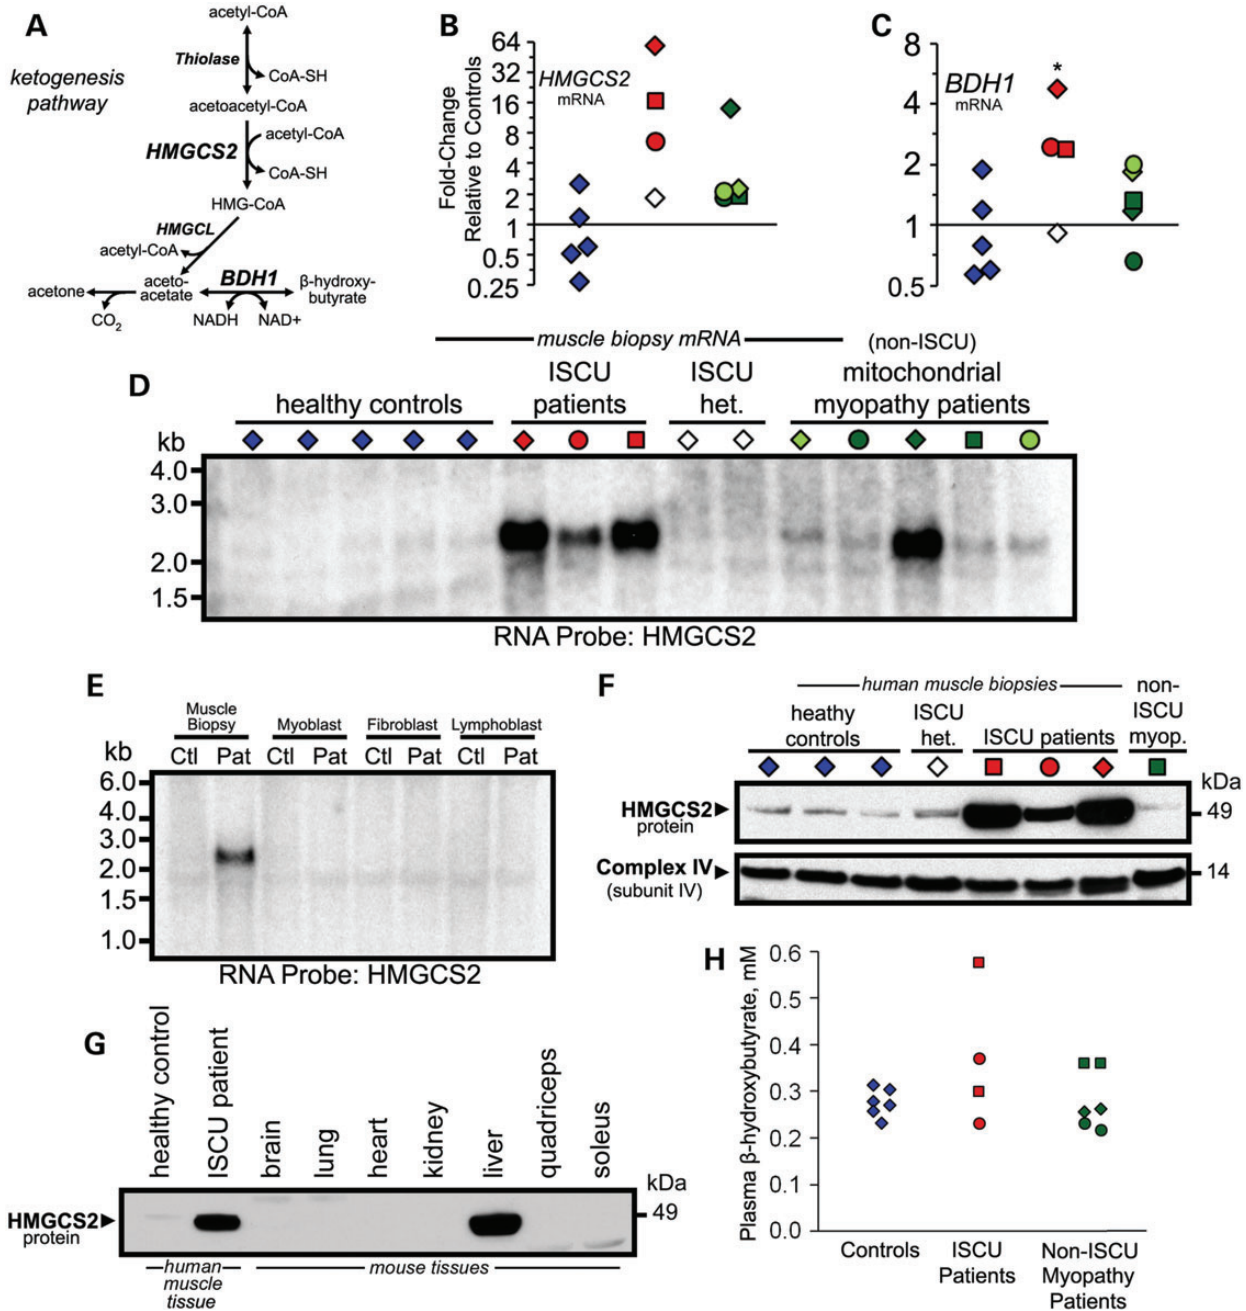 A
ketogenesis
pathway
acetyl-CoA
Thiolase
CoA-SH
acetoacetyl-CoA
acetyl-CoA
HMGCS2
CoA-SH
HMG-CoA
HMGCL
acetyl-CoA
acetone
aceto-
acetate
BDH1
β-hydroxy-
butyrate
CO2
NADH
NAD+
B
Fold-Change
Relative to Controls
64
32
16
8
4
2
1
0.5
0.25
HMGCS2
mRNA
C
8
4
2
1
0.5
BDH1
mRNA
*
muscle biopsy mRNA
D
healthy controls
ISCU
patients
ISCU
het.
(non-ISCU)
mitochondrial
myopathy patients
kb
4.0
3.0
2.0
1.5
RNA Probe: HMGCS2
E
Muscle
Biopsy
Myoblast
Fibroblast
Lymphoblast
kb
Ctl Pat Ctl Pat Ctl Pat Ctl Pat
6.0
4.0
3.0
2.0
1.5
1.0
RNA Probe: HMGCS2
F
human muscle biopsies
heathy
controls
ISCU
het.
ISCU patients
non-
ISCU
myop.
kDa
HMGCS2
protein
49
Complex IV
(subunit IV)
14
G
healthy control
ISCU patient
brain
lung
heart
kidney
liver
quadriceps
soleus
kDa
HMGCS2
protein
49
human
muscle
tissue
mouse tissues
H
Plasma β-hydroxybutyrate, mM
0.6
0.5
0.4
0.3
0.2
0.1
0.0
Controls
ISCU
Patients
Non-ISCU
Myopathy
Patients